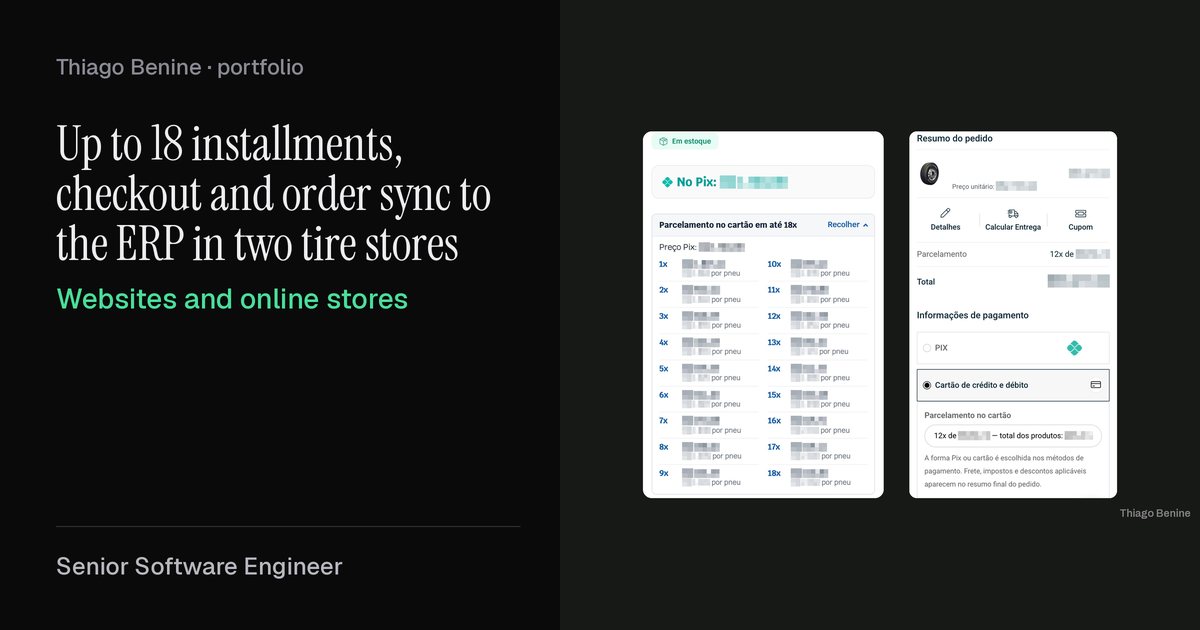 Thiago Benine · portfolio
Up to 18 installments,
checkout and order sync to
the ERP in two tire stores
Websites and online stores
Senior Software Engineer
Em estoque
No Pix:
Parcelamento no cartão em até 18x Recolher
Preço Pix:
1x por pneu 10x por pneu
2x por pneu 11x por pneu
3x por pneu 12x por pneu
4x por pneu 13x por pneu
5x por pneu 14x por pneu
6x por pneu 15x por pneu
7x por pneu 16x por pneu
8x por pneu 17x por pneu
9x por pneu 18x por pneu
Resumo do pedido
Preço unitário:
Detalhes Calcular Entrega Cupom
Parcelamento 12x de
Total
Informações de pagamento
PIX
Cartão de crédito e débito
Parcelamento no cartão
12x de — total dos produtos:
A forma Pix ou cartão é escolhida nos métodos de
pagamento. Frete, impostos e descontos aplicáveis
aparecem no resumo final do pedido.
Thiago Benine